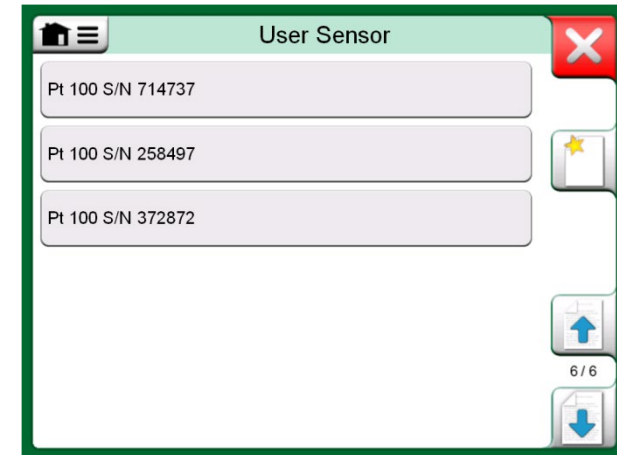 User Sensor
Pt 100 S/N 714737
Pt 100 S/N 258497
Pt 100 S/N 372872
6 / 6